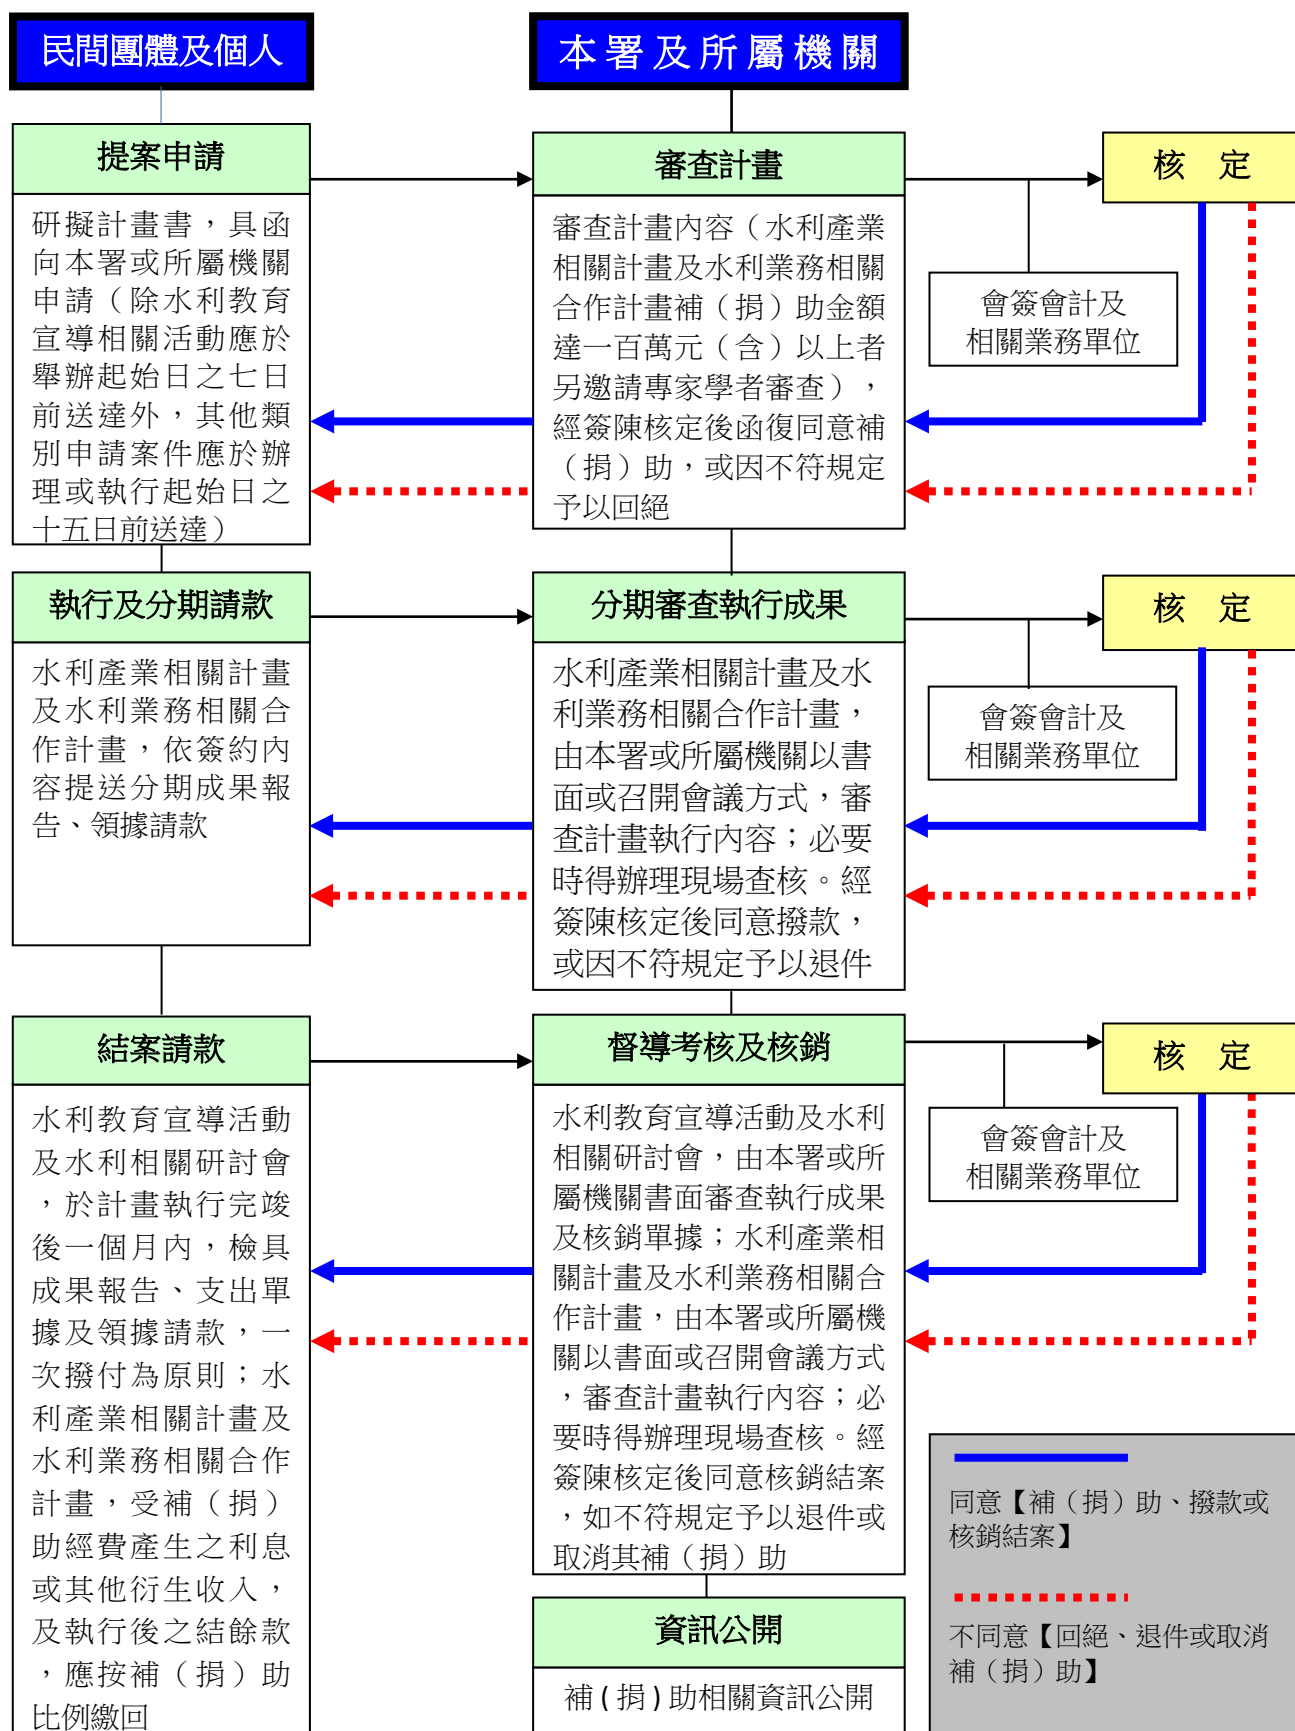 民間團體及個人
本署及所屬機關
提案申請
研擬計畫書，具函
向本署或所屬機關
申請（除水利教育
宣導相關活動應於
舉辦起始日之七日
前送達外，其他類
別申請案件應於辦
理或執行起始日之
十五日前送達）
審查計畫
審查計畫內容（水利產業
相關計畫及水利業務相關
合作計畫補（捐）助金額
達一百萬元（含）以上者
另邀請專家學者審查），
經簽陳核定後函復同意補
（捐）助，或因不符規定
予以回絕
核　定
會簽會計及
相關業務單位
執行及分期請款
水利產業相關計畫
及水利業務相關合
作計畫，依簽約內
容提送分期成果報
告、領據請款
分期審查執行成果
水利產業相關計畫及水
利業務相關合作計畫，
由本署或所屬機關以書
面或召開會議方式，審
查計畫執行內容；必要
時得辦理現場查核。經
簽陳核定後同意撥款，
或因不符規定予以退件
核　定
會簽會計及
相關業務單位
結案請款
水利教育宣導活動
及水利相關研討會
，於計畫執行完竣
後一個月內，檢具
成果報告、支出單
據及領據請款，一
次撥付為原則；水
利產業相關計畫及
水利業務相關合作
計畫，受補（捐）
助經費產生之利息
或其他衍生收入，
及執行後之結餘款
，應按補（捐）助
比例繳回
督導考核及核銷
水利教育宣導活動及水利
相關研討會，由本署或所
屬機關書面審查執行成果
及核銷單據；水利產業相
關計畫及水利業務相關合
作計畫，由本署或所屬機
關以書面或召開會議方式
，審查計畫執行內容；必
要時得辦理現場查核。經
簽陳核定後同意核銷結案
，如不符規定予以退件或
取消其補（捐）助
核　定
會簽會計及
相關業務單位
資訊公開
補(捐)助相關資訊公開
同意【補（捐）助、撥款或
核銷結案】
不同意【回絕、退件或取消
補（捐）助】